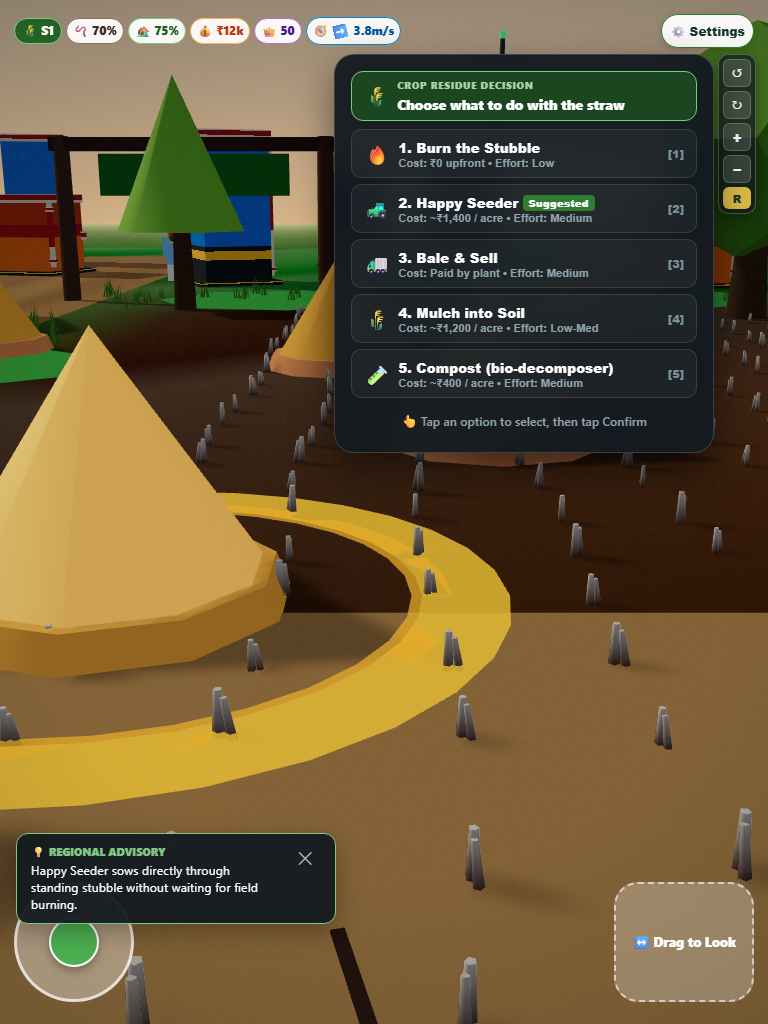 S1
70%
75%
₹12k
50
3.8m/s
Settings
CROP RESIDUE DECISION
Choose what to do with the straw
1. Burn the Stubble
Cost: ₹0 upfront • Effort: Low
[1]
2. Happy Seeder Suggested
Cost: ~₹1,400 / acre • Effort: Medium
[2]
3. Bale & Sell
Cost: Paid by plant • Effort: Medium
[3]
4. Mulch into Soil
Cost: ~₹1,200 / acre • Effort: Low-Med
[4]
5. Compost (bio-decomposer)
Cost: ~₹400 / acre • Effort: Medium
[5]
Tap an option to select, then tap Confirm
↺
↻
+
−
R
REGIONAL ADVISORY
Happy Seeder sows directly through
standing stubble without waiting for field
burning.
Drag to Look